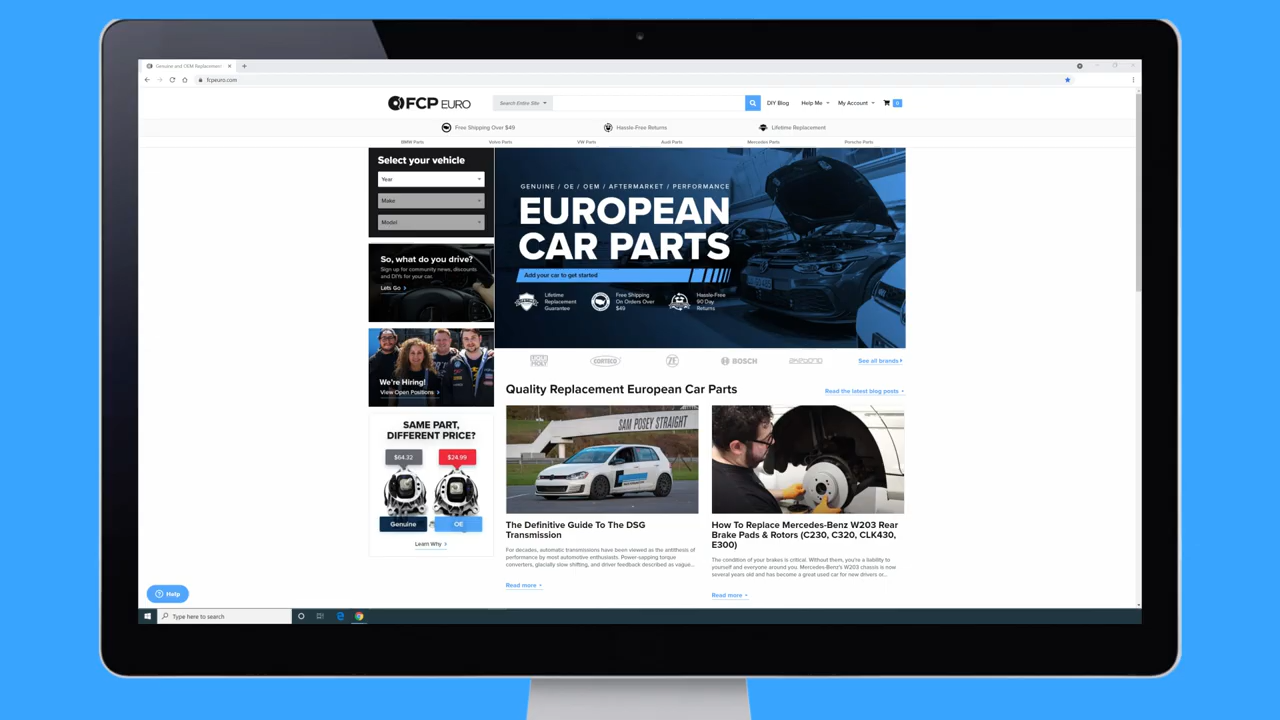 Genuine and OEM Replacement
fcpeuro.com
FCP EURO
Search Entire Site
DIY Blog
Help Me
My Account
0
Free Shipping Over $49
Hassle-Free Returns
Lifetime Replacement
BMW Parts
Volvo Parts
VW Parts
Audi Parts
Mercedes Parts
Porsche Parts
Select your vehicle
Year
Make
Model
GENUINE / OE / OEM / AFTERMARKET / PERFORMANCE
EUROPEAN
CAR PARTS
Add your car to get started
Lifetime
Replacement
Guarantee
Free Shipping
On Orders Over
$49
Hassle-Free
90 Day
Returns
So, what do you drive?
Sign up for community news, discounts
and DIYs for your car.
Lets Go
We're Hiring!
View Open Positions
LIQUI
MOLY
CORTECO
ZF
BOSCH
See all brands
Quality Replacement European Car Parts
Read the latest blog posts
SAME PART,
DIFFERENT PRICE?
$64.32
$24.99
Genuine
OE
Learn Why
SAM POSEY STRAIGHT
The Definitive Guide To The DSG
Transmission
For decades, automatic transmissions have been viewed as the antithesis of
performance by most automotive enthusiasts. Power-sapping torque
converters, glacially slow shifting, and driver feedback described as vague...
Read more
How To Replace Mercedes-Benz W203 Rear
Brake Pads & Rotors (C230, C320, CLK430,
E300)
The condition of your brakes is critical. Without them, you're a liability to
yourself and everyone around you. Mercedes-Benz's W203 chassis is now
several years old and has become a great used car for new drivers or...
Read more
Help
Type here to search